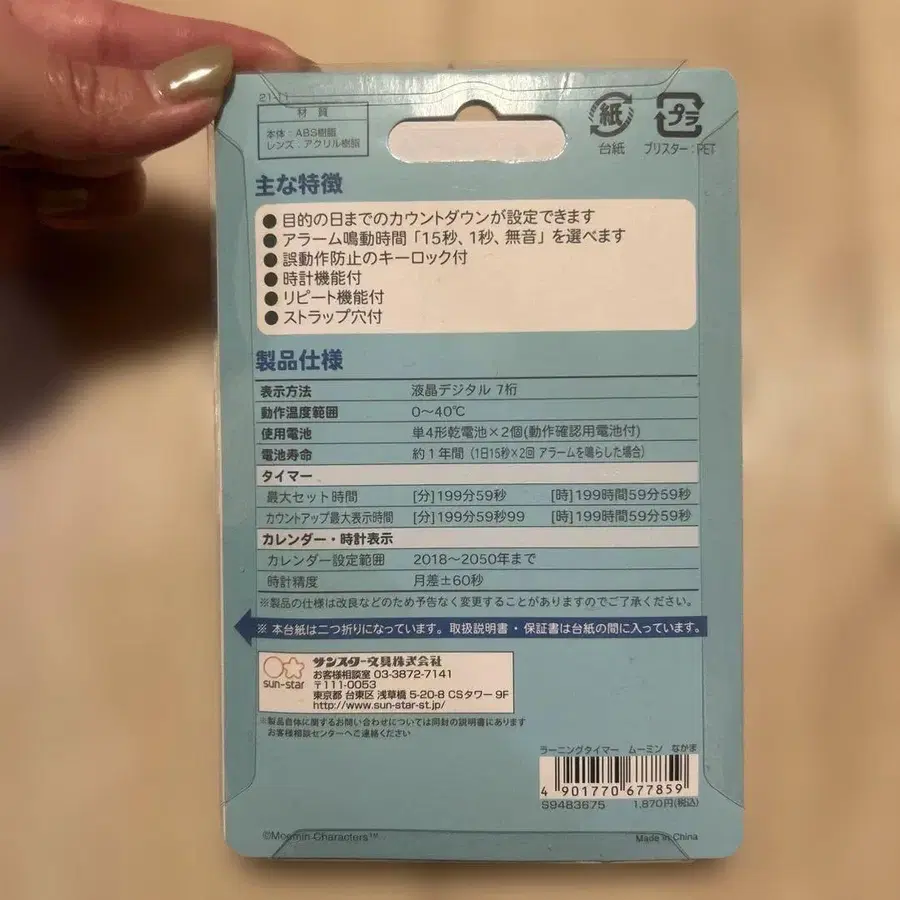 21-11
材質
本体：ABS樹脂
レンズ：アクリル樹脂
紙
台紙
プラ
ブリスター：PET
主な特徴
● 目的の日までのカウントダウンが設定できます
● アラーム鳴動時間「15秒、1秒、無音」を選べます
● 誤動作防止のキーロック付
● 時計機能付
● リピート機能付
● ストラップ穴付
製品仕様
表示方法 液晶デジタル 7桁
動作温度範囲 0～40℃
使用電池 単4形乾電池×2個(動作確認用電池付)
電池寿命 約1年間（1日15秒×2回 アラームを鳴らした場合）
タイマー
最大セット時間 [分]199分59秒 [時]199時間59分59秒
カウントアップ最大表示時間 [分]199分59秒99 [時]199時間59分59秒
カレンダー・時計表示
カレンダー設定範囲 2018～2050年まで
時計精度 月差±60秒
※製品の仕様は改良などのため予告なく変更することがありますのでご了承ください。
※ 本台紙は二つ折りになっています。取扱説明書・保証書は台紙の間に入っています。
sun-star
サンスター文具株式会社
お客様相談室 03-3872-7141
〒111-0053
東京都 台東区 浅草橋 5-20-8 CSタワー 9F
http://www.sun-star-st.jp/
※製品自体に関するお問い合わせについては同封の説明書にあります
お客様相談センターへご連絡ください
ラーニングタイマー ムーミン なかま
4 901770 677859
S9483675 1,870円(税込)
©Moomin Characters™
Made in China